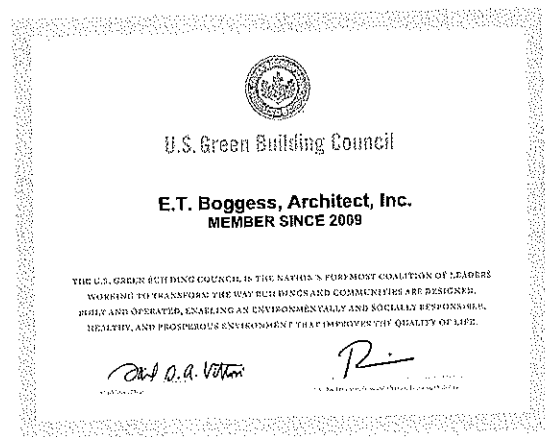 U.S. Green Building Council
E.T. Boggess, Architect, Inc.
MEMBER SINCE 2009
THE U.S. GREEN BUILDING COUNCIL IS THE NATION'S FOREMOST COALITION OF LEADERS
WORKING TO TRANSFORM THE WAY BUILDINGS AND COMMUNITIES ARE DESIGNED,
BUILT AND OPERATED, ENABLING AN ENVIRONMENTALLY AND SOCIALLY RESPONSIBLE,
HEALTHY, AND PROSPEROUS ENVIRONMENT THAT IMPROVES THE QUALITY OF LIFE.